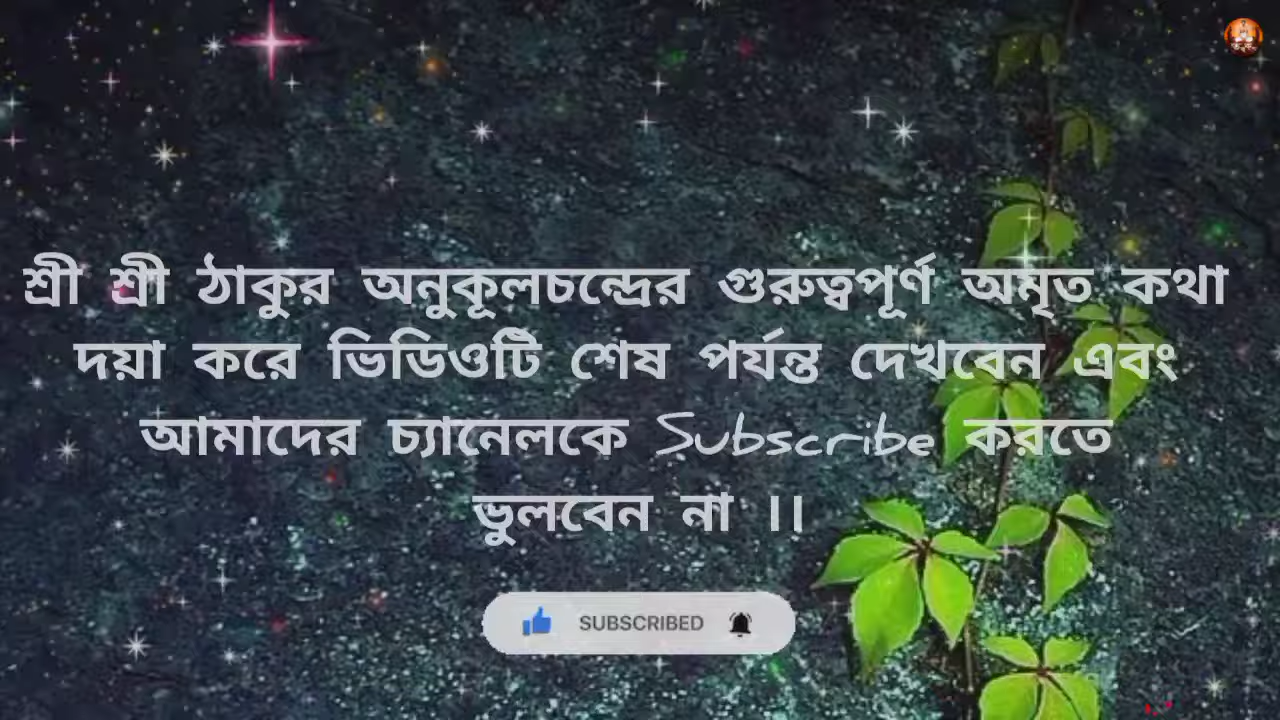 শ্রী শ্রী ঠাকুর অনুকূলচন্দ্রের গুরুত্বপূর্ণ অমৃত কথা
দয়া করে ভিডিওটি শেষ পর্যন্ত দেখবেন এবং
আমাদের চ্যানেলকে Subscribe করতে
ভুলবেন না ।।
SUBSCRIBED